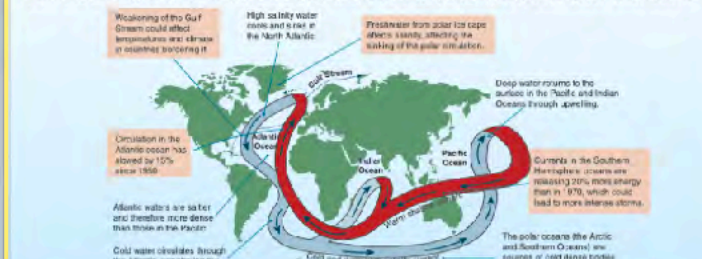 Weakening of the Gulf
Stream could affect
temperatures and climate
in countries bordering it.
High salinity water
cools and sinks in
the North Atlantic.
Freshwater from polar ice caps
affects salinity, affecting the
sinking of the polar circulation.
Gulf Stream
Deep water returns to the
surface in the Pacific and Indian
Oceans through upwelling.
Circulation in the
Atlantic ocean has
slowed by 15%
since 1950
Atlantic
Ocean
Indian
Ocean
Pacific
Ocean
Currents in the Southern
Hemisphere oceans are
releasing 20% more energy
than in 1970, which could
lead to more intense storms.
Atlantic waters are saltier
and therefore more dense
than those in the Pacific
Warm
Cold water circulates through
The polar oceans (the Arctic
and Southern Oceans) are
sources of cold dense bodies